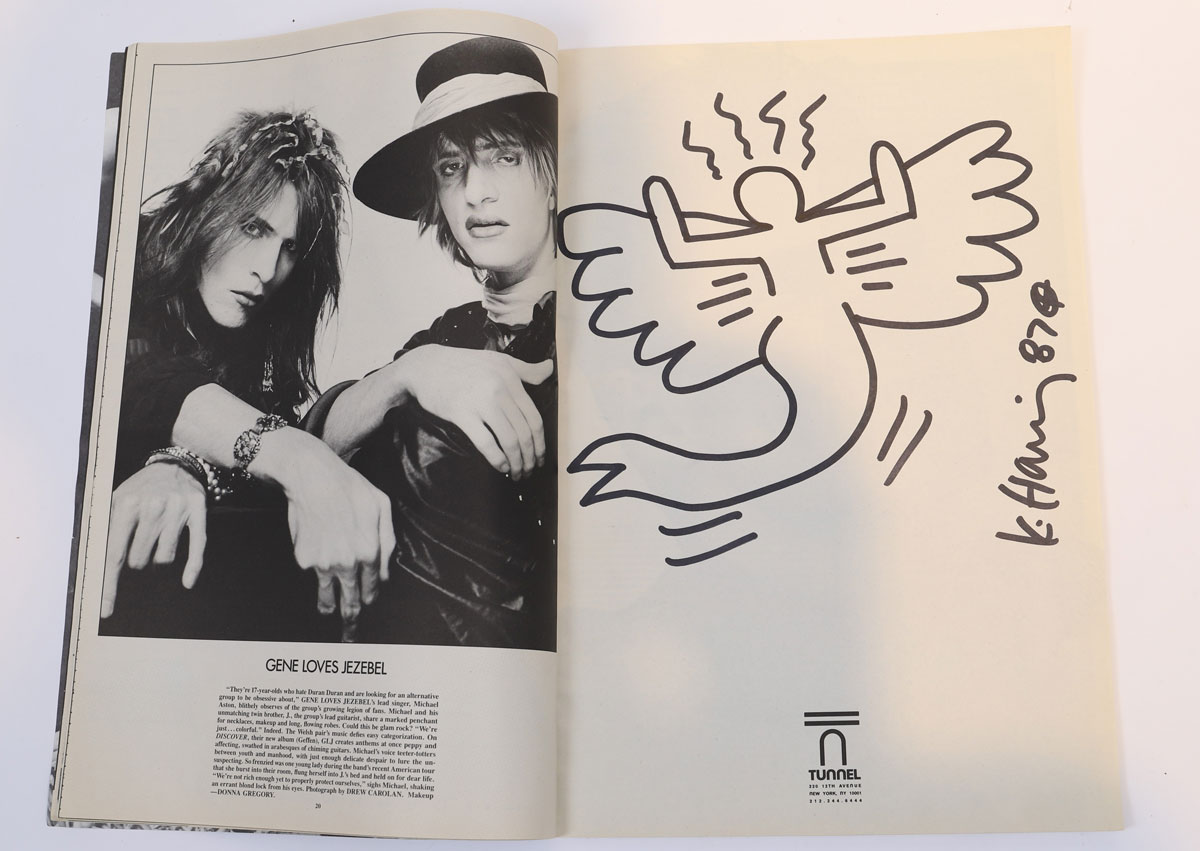 GENE LOVES JEZEBEL
"They're 17-year-olds who hate Duran Duran and are looking for an alternative
group to be obsessive about," GENE LOVES JEZEBEL's lead singer, Michael
Aston, blithely observes of the group's growing legion of fans. Michael and his
unmatching twin brother, J., the group's lead guitarist, share a marked penchant
for necklaces, makeup and long, flowing robes. Could this be glam rock? "We're
just . . . colorful." Indeed. The Welsh pair's music defies easy categorization. On
DISCOVER, their new album (Geffen), GLJ creates anthems at once peppy and
affecting, swathed in arabesques of chiming guitars. Michael's voice teeter-totters
between youth and manhood, with just enough delicate despair to lure the un-
suspecting. So frenzied was one young lady during the band's recent American tour
that she burst into their room, flung herself into J.'s bed and held on for dear life.
"We're not rich enough yet to properly protect ourselves," sighs Michael, shaking
an errant blond lock from his eyes. Photograph by DREW CAROLAN. Makeup
—DONNA GREGORY.
20
K. Haring 87
TUNNEL
220 12TH AVENUE
NEW YORK, NY 10001
212.244.6444